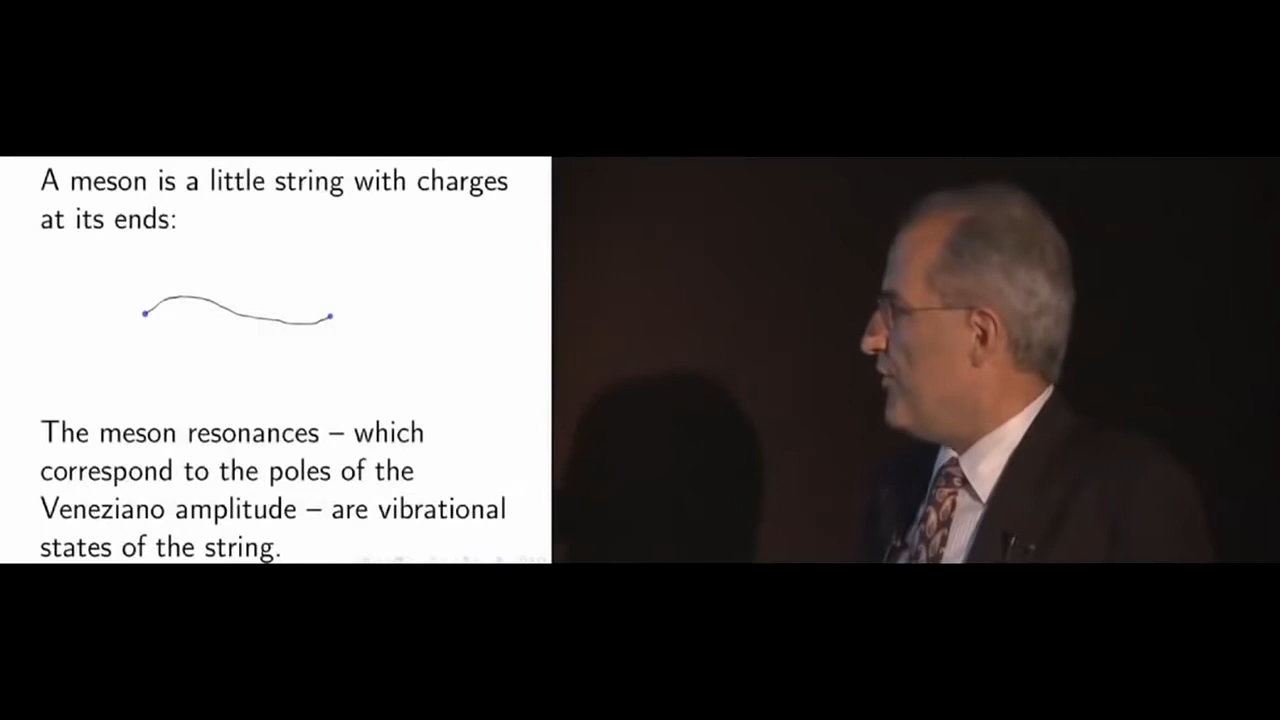 A meson is a little string with charges
at its ends:
The meson resonances – which
correspond to the poles of the
Veneziano amplitude – are vibrational
states of the string.